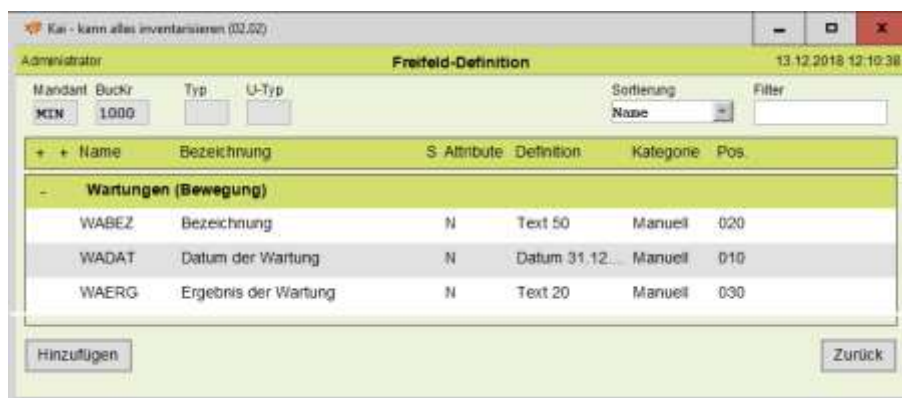 Kai - kann alles inventarisieren (02.02)
Administrator Freifeld-Definition 13.12.2018 12:10:38
Mandant BucKr Typ U-Typ Sortierung Filter
MIN 1000 Name
+ + Name Bezeichnung S Attribute Definition Kategorie Pos.
- Wartungen (Bewegung)
WABEZ Bezeichnung N Text 50 Manuell 020
WADAT Datum der Wartung N Datum 31.12... Manuell 010
WAERG Ergebnis der Wartung N Text 20 Manuell 030
Hinzufügen Zurück